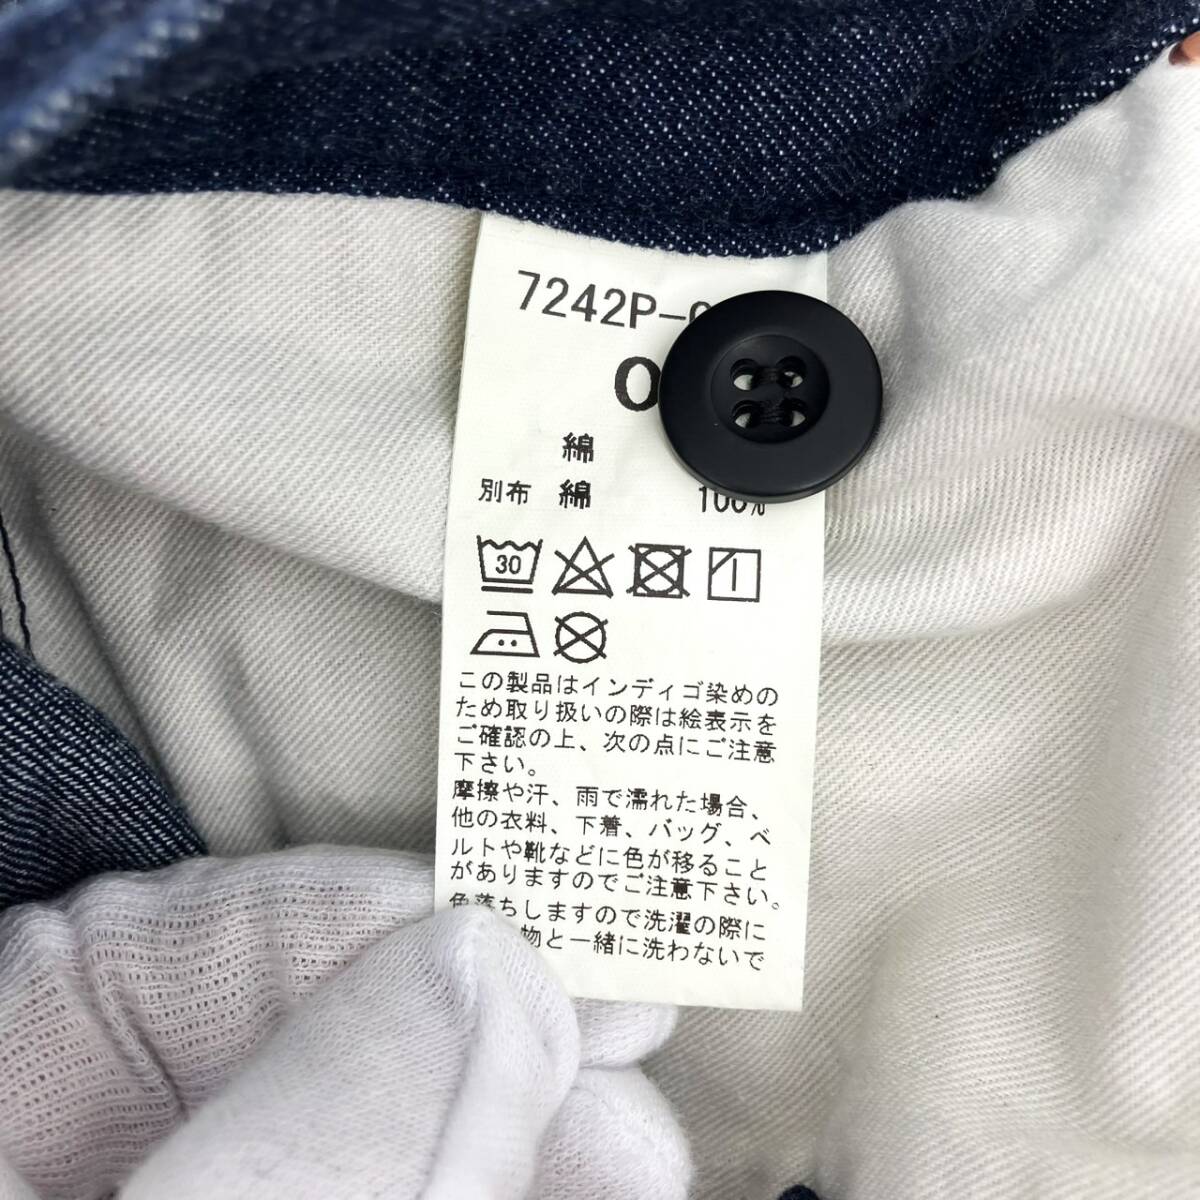 7242P-
0
綿
別布 綿 100%
30
この製品はインディゴ染めの
ため取り扱いの際は絵表示を
ご確認の上、次の点にご注意
下さい。
摩擦や汗、雨で濡れた場合、
他の衣料、下着、バッグ、ベ
ルトや靴などに色が移ること
がありますのでご注意下さい。
色落ちしますので洗濯の際に
物と一緒に洗わないで